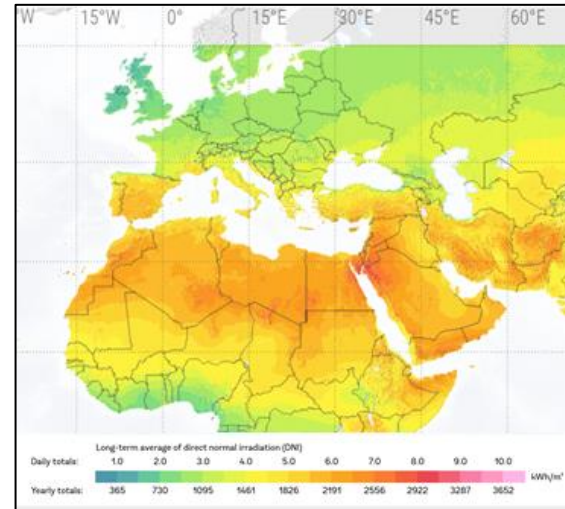 W 15°W 0° 15°E 30°E 45°E 60°E
Long-term average of direct normal irradiation (DNI)
Daily totals: 1.0 2.0 3.0 4.0 5.0 6.0 7.0 8.0 9.0 10.0
kWh/m²
Yearly totals: 365 730 1095 1461 1826 2191 2556 2922 3287 3652